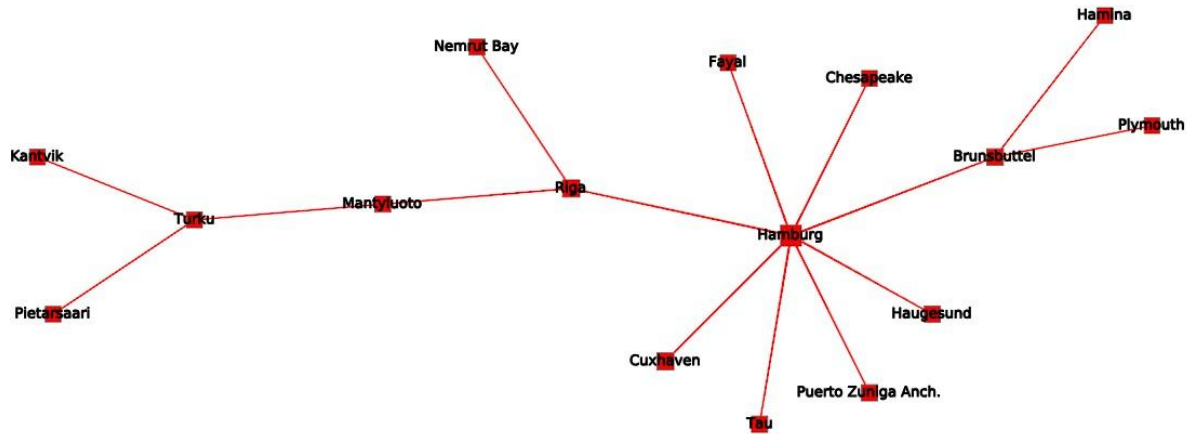 Hamina
Nemrut Bay
Fayal
Chesapeake
Plymouth
Kantvik
Brunsbuttel
Riga
Mantyluoto
Turku
Hamburg
Pietarsaari
Haugesund
Cuxhaven
Puerto Zuniga Anch.
Tau